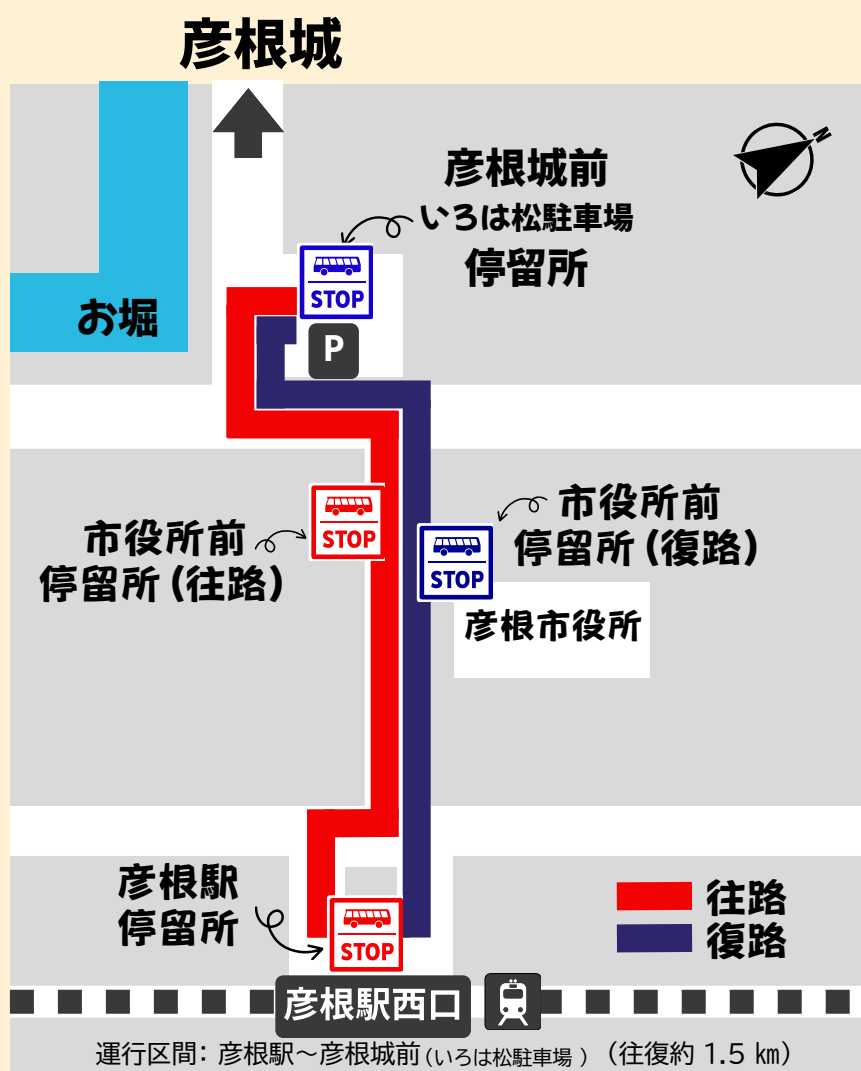 彦根城
N
彦根城前
いろは松駐車場
停留所
STOP
お堀
P
市役所前
停留所(復路)
STOP
市役所前
停留所(往路)
STOP
彦根市役所
彦根駅
停留所
STOP
往路
復路
彦根駅西口
運行区間: 彦根駅～彦根城前(いろは松駐車場) (往復約 1.5 ㎞)